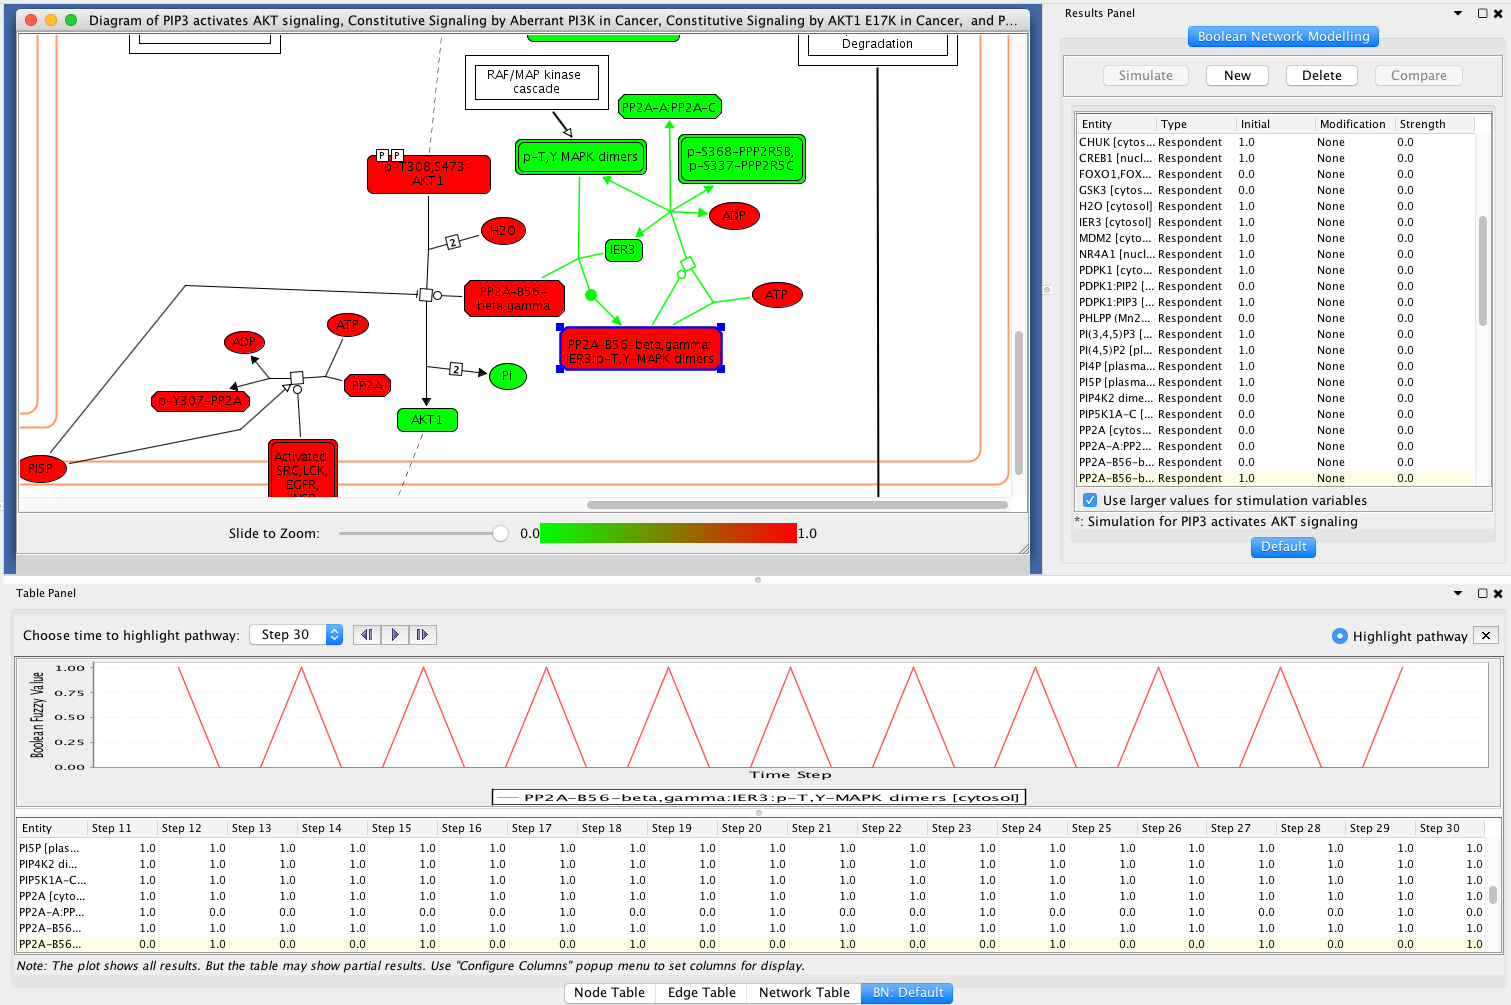 Diagram of PIP3 activates AKT signaling, Constitutive Signaling by Aberrant PI3K in Cancer, Constitutive Signaling by AKT1 E17K in Cancer, and P...
Degradation
RAF/MAP kinase
cascade
PP2A-A:PP2A-C
p-T,Y MAPK dimers
p-S368-PPP2R5B,
p-S337-PPP2R5C
P P
p-T308,S473-
AKT1
ADP
H2O
2
IER3
PP2A-B56-
beta,gamma
ATP
ATP
ADP
PP2A-B56-beta,gamma:
IER3:p-T,Y-MAPK dimers
2
Pi
PP2A
p-Y307-PP2A
AKT1
Activated
SRC,LCK,
EGFR,
INSR
PI5P
Slide to Zoom:
0.0
1.0
Results Panel
Boolean Network Modelling
Simulate New Delete Compare
Entity Type Initial Modification Strength
CHUK [cytos... Respondent 1.0 None 0.0
CREB1 [nucl... Respondent 1.0 None 0.0
FOXO1,FOX... Respondent 0.0 None 0.0
GSK3 [cytos... Respondent 0.0 None 0.0
H2O [cytosol] Respondent 1.0 None 0.0
IER3 [cytosol] Respondent 1.0 None 0.0
MDM2 [cyto... Respondent 1.0 None 0.0
NR4A1 [nucl... Respondent 1.0 None 0.0
PDPK1 [cyto... Respondent 1.0 None 0.0
PDPK1:PIP2 [... Respondent 1.0 None 0.0
PDPK1:PIP3 [... Respondent 1.0 None 0.0
PHLPP (Mn2... Respondent 1.0 None 0.0
PI(3,4,5)P3 [... Respondent 1.0 None 0.0
PI(4,5)P2 [pl... Respondent 1.0 None 0.0
PI4P [plasma... Respondent 1.0 None 0.0
PI5P [plasma... Respondent 1.0 None 0.0
PIP4K2 dime... Respondent 1.0 None 0.0
PIP5K1A-C [... Respondent 1.0 None 0.0
PP2A [cytos... Respondent 0.0 None 0.0
PP2A-A:PP2... Respondent 1.0 None 0.0
PP2A-B56-b... Respondent 0.0 None 0.0
PP2A-B56-b... Respondent 1.0 None 0.0
Use larger values for stimulation variables
*: Simulation for PIP3 activates AKT signaling
Default
Table Panel
Choose time to highlight pathway: Step 30
Highlight pathway
Boolean Fuzzy Value
1.00
0.75
0.50
0.25
0.00
Time Step
PP2A-B56-beta,gamma:IER3:p-T,Y-MAPK dimers [cytosol]
Entity Step 11 Step 12 Step 13 Step 14 Step 15 Step 16 Step 17 Step 18 Step 19 Step 20 Step 21 Step 22 Step 23 Step 24 Step 25 Step 26 Step 27 Step 28 Step 29 Step 30
PI5P [plas... 1.0 1.0 1.0 1.0 1.0 1.0 1.0 1.0 1.0 1.0 1.0 1.0 1.0 1.0 1.0 1.0 1.0 1.0 1.0 1.0
PIP4K2 di... 1.0 1.0 1.0 1.0 1.0 1.0 1.0 1.0 1.0 1.0 1.0 1.0 1.0 1.0 1.0 1.0 1.0 1.0 1.0 1.0
PIP5K1A-C... 1.0 1.0 1.0 1.0 1.0 1.0 1.0 1.0 1.0 1.0 1.0 1.0 1.0 1.0 1.0 1.0 1.0 1.0 1.0 1.0
PP2A [cyto... 1.0 1.0 1.0 1.0 1.0 1.0 1.0 1.0 1.0 1.0 1.0 1.0 1.0 1.0 1.0 1.0 1.0 1.0 1.0 1.0
PP2A-A:PP... 1.0 0.0 0.0 1.0 0.0 0.0 1.0 0.0 0.0 1.0 0.0 0.0 1.0 0.0 0.0 1.0 0.0 0.0 1.0 0.0
PP2A-B56... 1.0 1.0 1.0 1.0 1.0 1.0 1.0 1.0 1.0 1.0 1.0 1.0 1.0 1.0 1.0 1.0 1.0 1.0 1.0 1.0
PP2A-B56... 0.0 1.0 0.0 0.0 1.0 0.0 0.0 1.0 0.0 0.0 1.0 0.0 0.0 1.0 0.0 0.0 1.0 0.0 0.0 1.0
Note: The plot shows all results. But the table may show partial results. Use "Configure Columns" popup menu to set columns for display.
Node Table Edge Table Network Table BN: Default